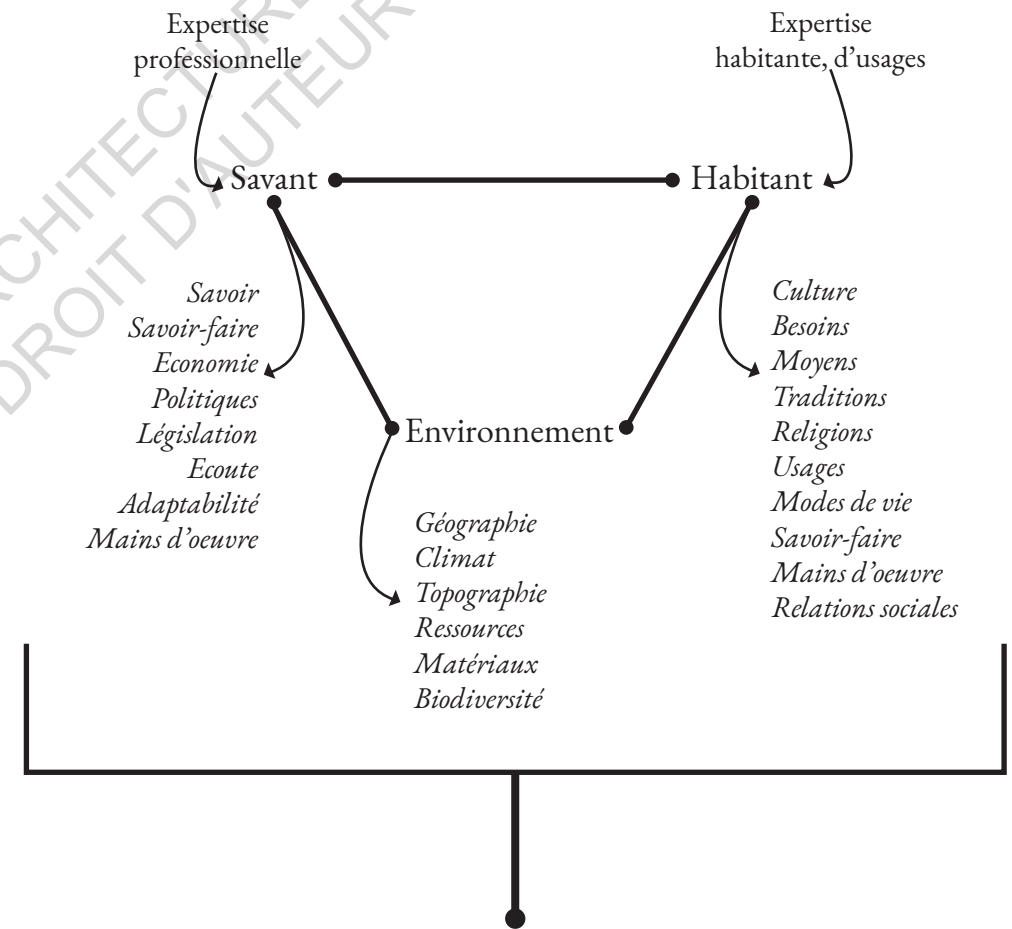 Expertise
professionnelle
Expertise
habitante, d’usages
Savant
Habitant
Savoir
Savoir-faire
Economie
Politiques
Législation
Ecoute
Adaptabilité
Mains d’oeuvre
Environnement
Géographie
Climat
Topographie
Ressources
Matériaux
Biodiversité
Culture
Besoins
Moyens
Traditions
Religions
Usages
Modes de vie
Savoir-faire
Mains d’oeuvre
Relations sociales
DROIT D'AUTEUR